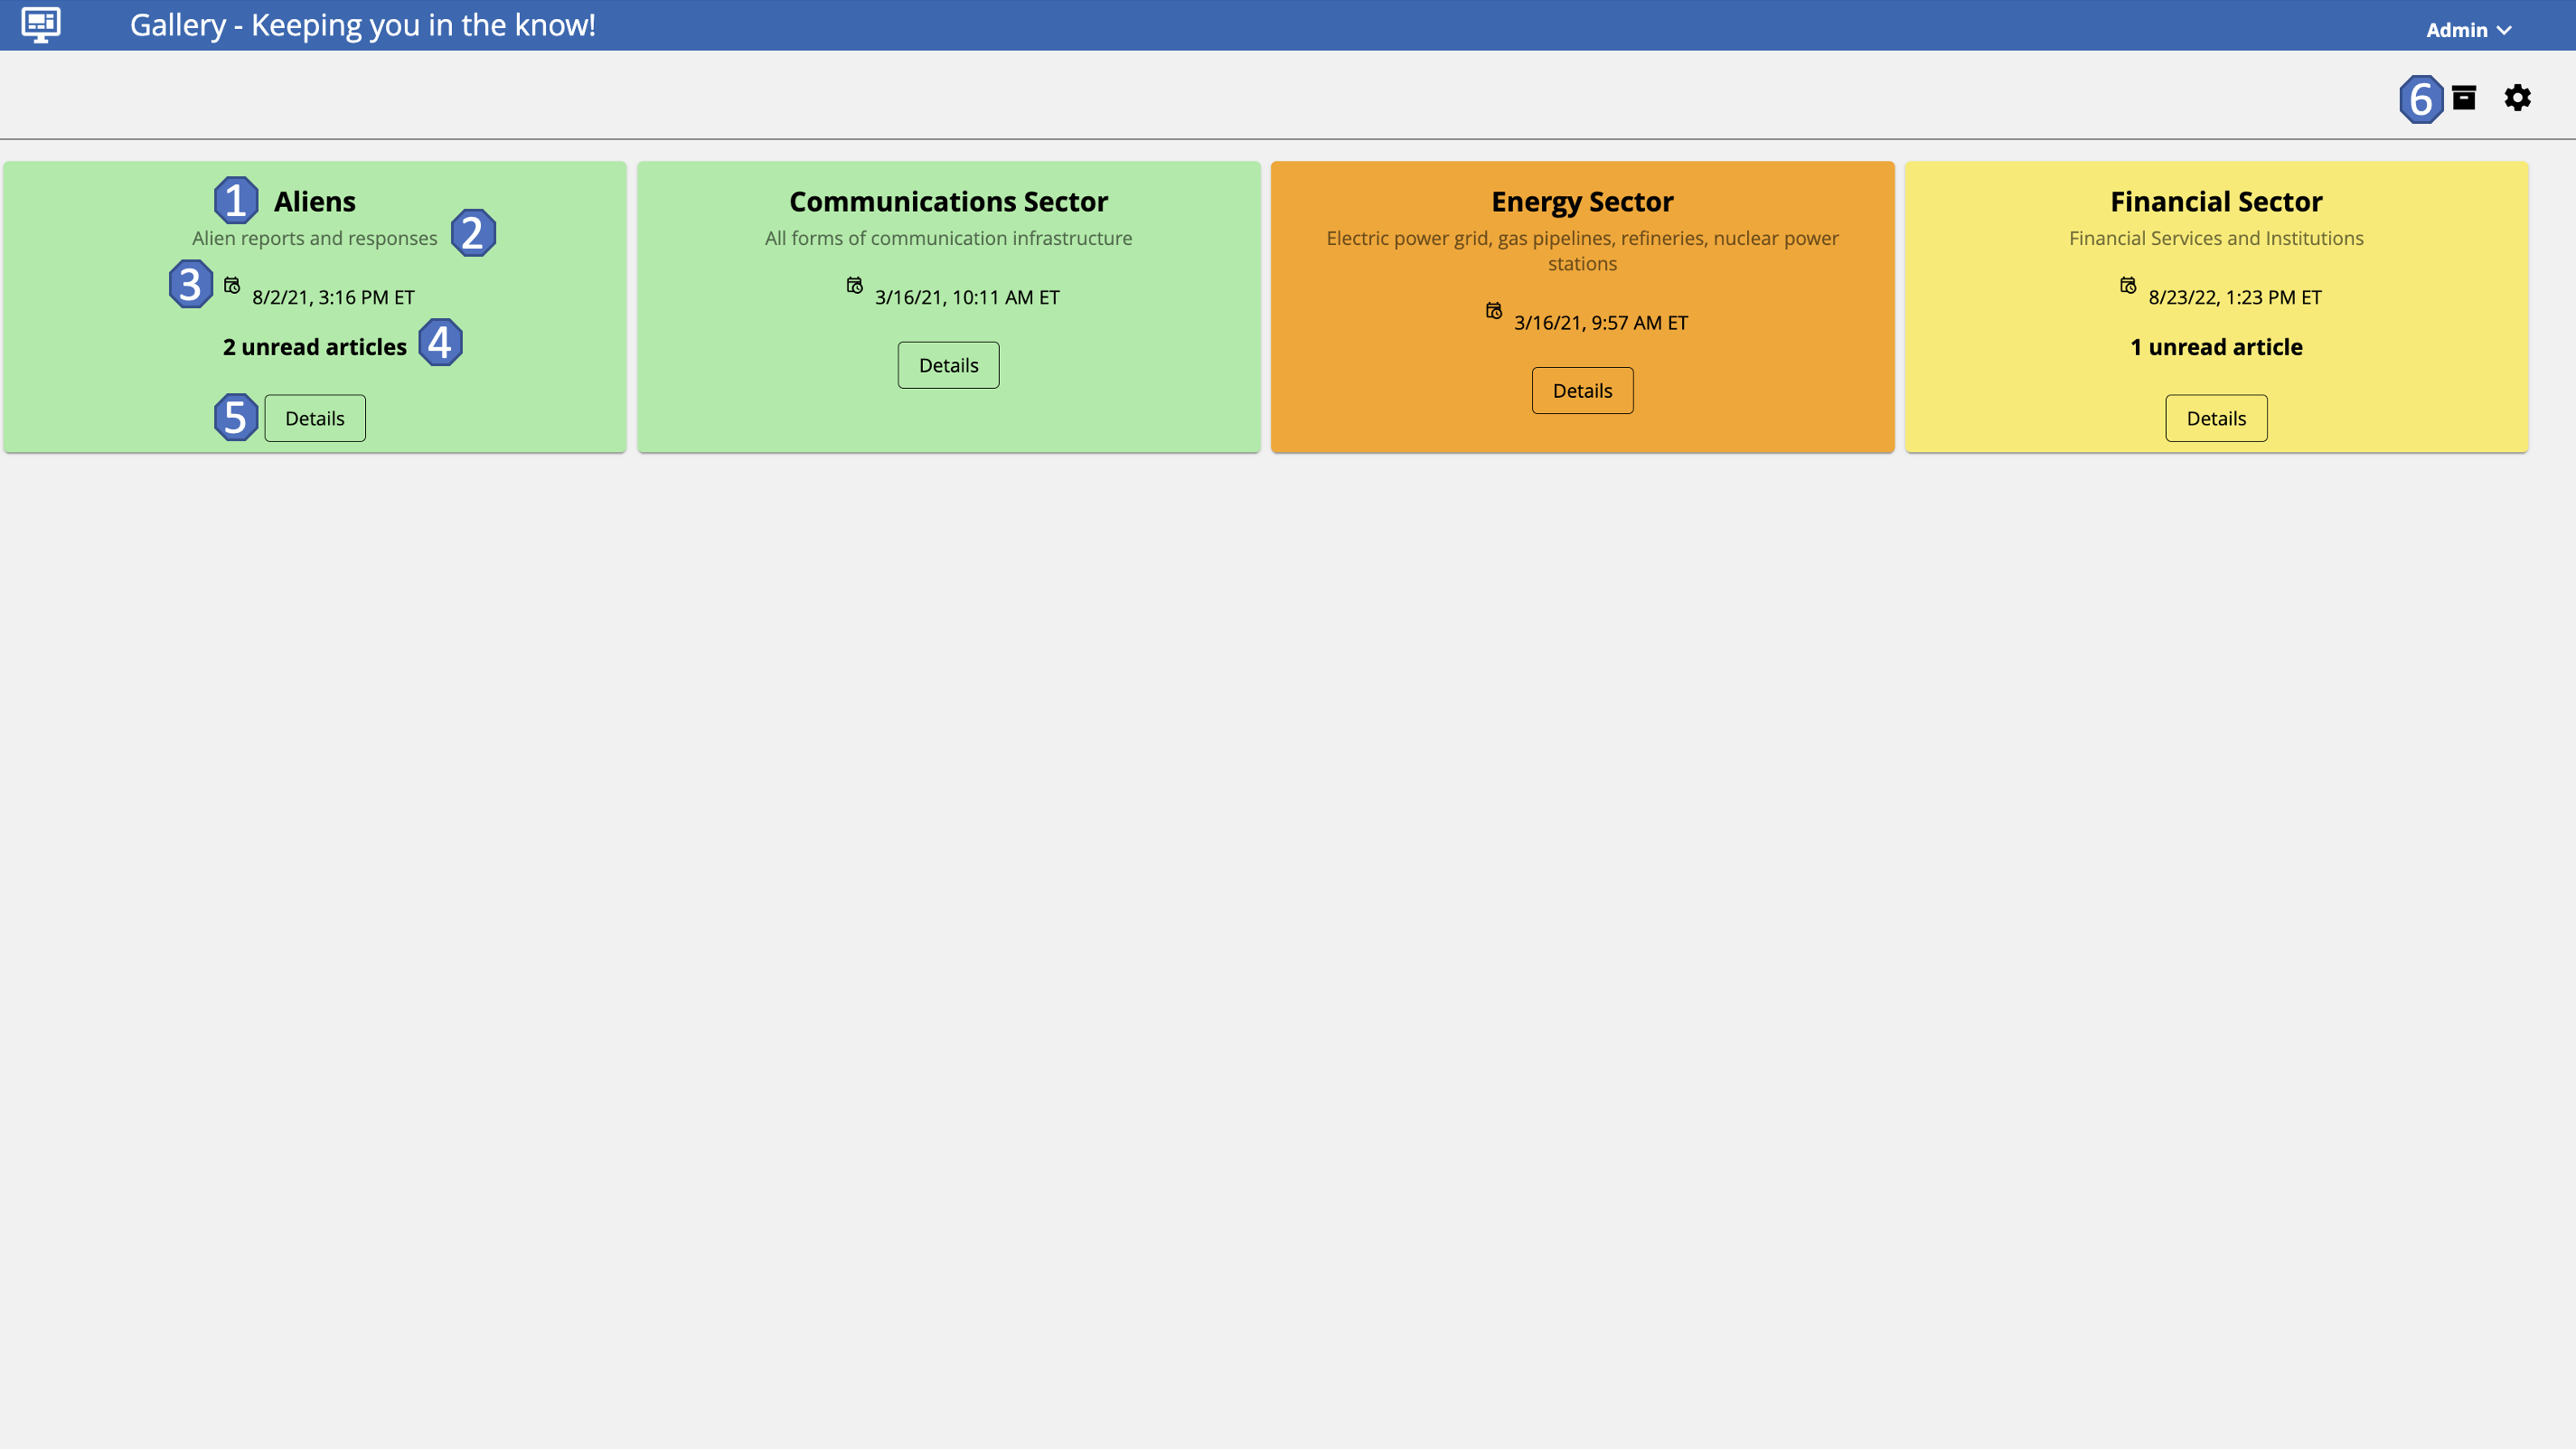 Gallery - Keeping you in the know!
Admin
6
1 Aliens
Alien reports and responses 2
3 8/2/21, 3:16 PM ET
2 unread articles 4
5 Details
Communications Sector
All forms of communication infrastructure
3/16/21, 10:11 AM ET
Details
Energy Sector
Electric power grid, gas pipelines, refineries, nuclear power
stations
3/16/21, 9:57 AM ET
Details
Financial Sector
Financial Services and Institutions
8/23/22, 1:23 PM ET
1 unread article
Details